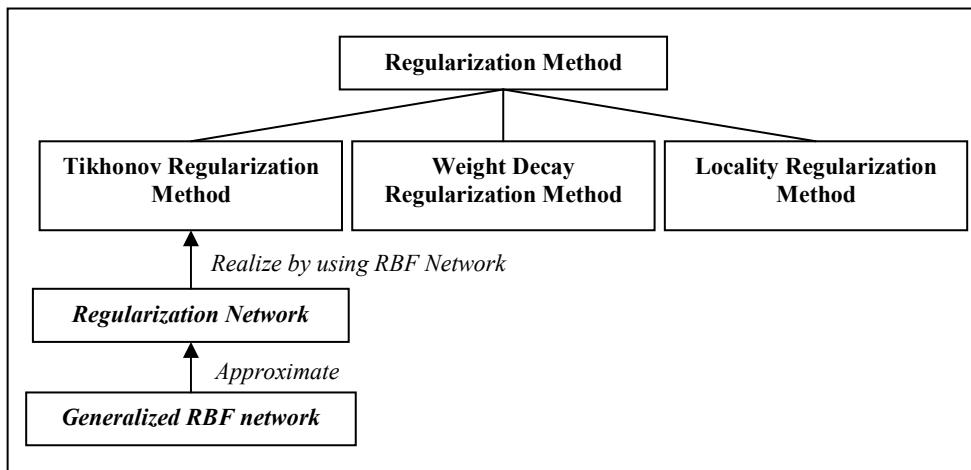 Regularization Method
Tikhonov Regularization
Method
Weight Decay
Regularization Method
Locality Regularization
Method
Realize by using RBF Network
Regularization Network
Approximate
Generalized RBF network